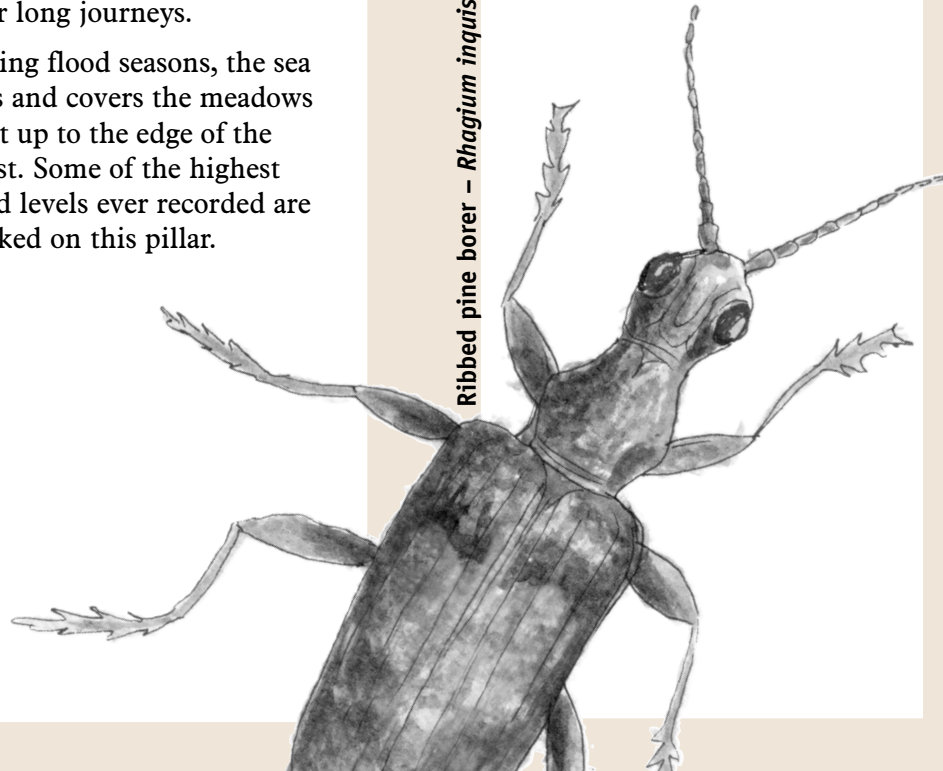 r long journeys.
ing flood seasons, the sea
s and covers the meadows
t up to the edge of the
st. Some of the highest
d levels ever recorded are
ked on this pillar.
Ribbed pine borer – Rhagium inquis